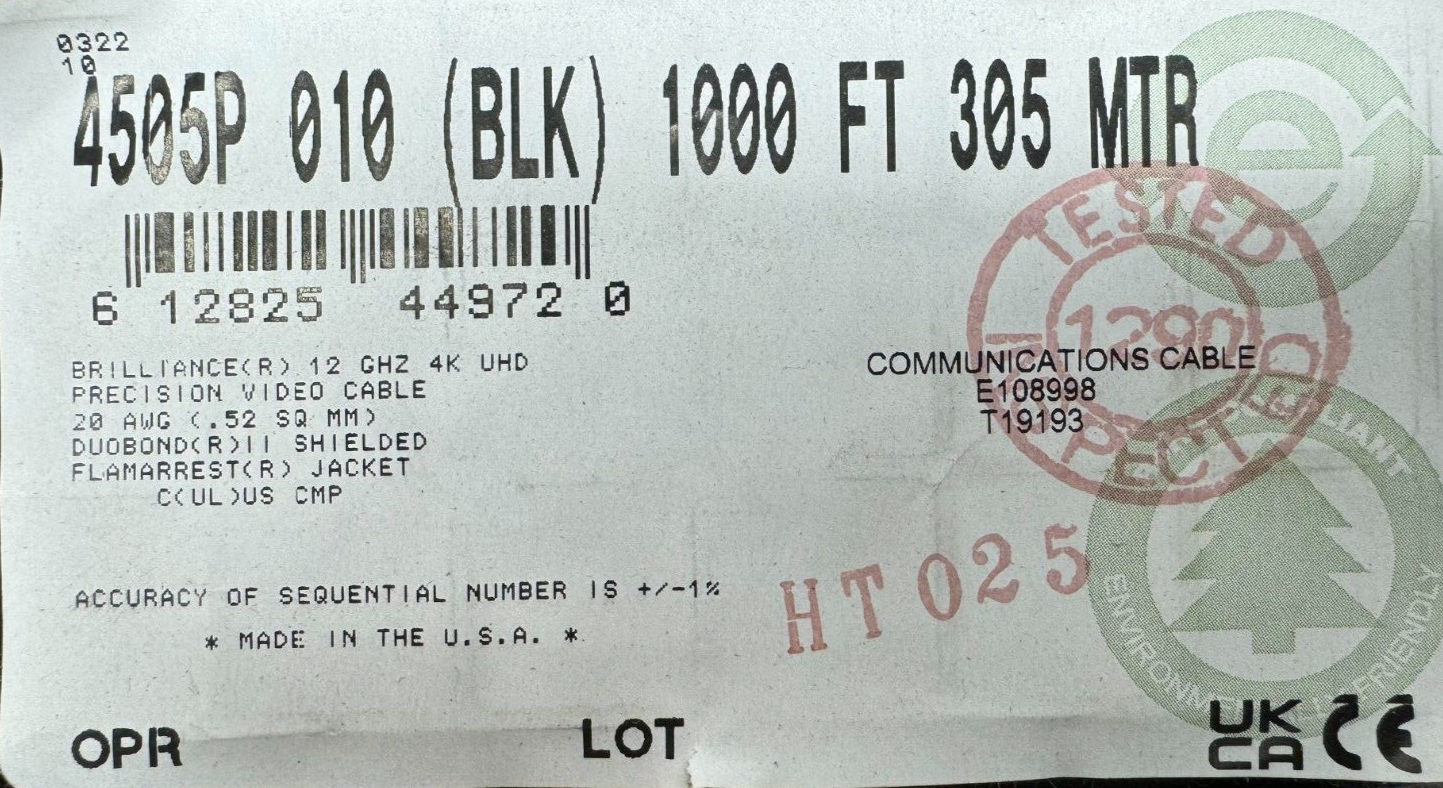 0322
10
4505P 010 (BLK) 1000 FT 305 MTR
6 12825 44972 0
BRILLIANCE(R) 12 GHZ 4K UHD
PRECISION VIDEO CABLE
20 AWG (.52 SQ MM)
DUOBOND(R)II SHIELDED
FLAMARREST(R) JACKET
C(UL)US CMP
e
TESTED
1290
COMMUNICATIONS CABLE
E108998
T19193
HT025
FRIENDLY
ACCURACY OF SEQUENTIAL NUMBER IS +/-1%
* MADE IN THE U.S.A. *
OPR
LOT
UK
CA
CE